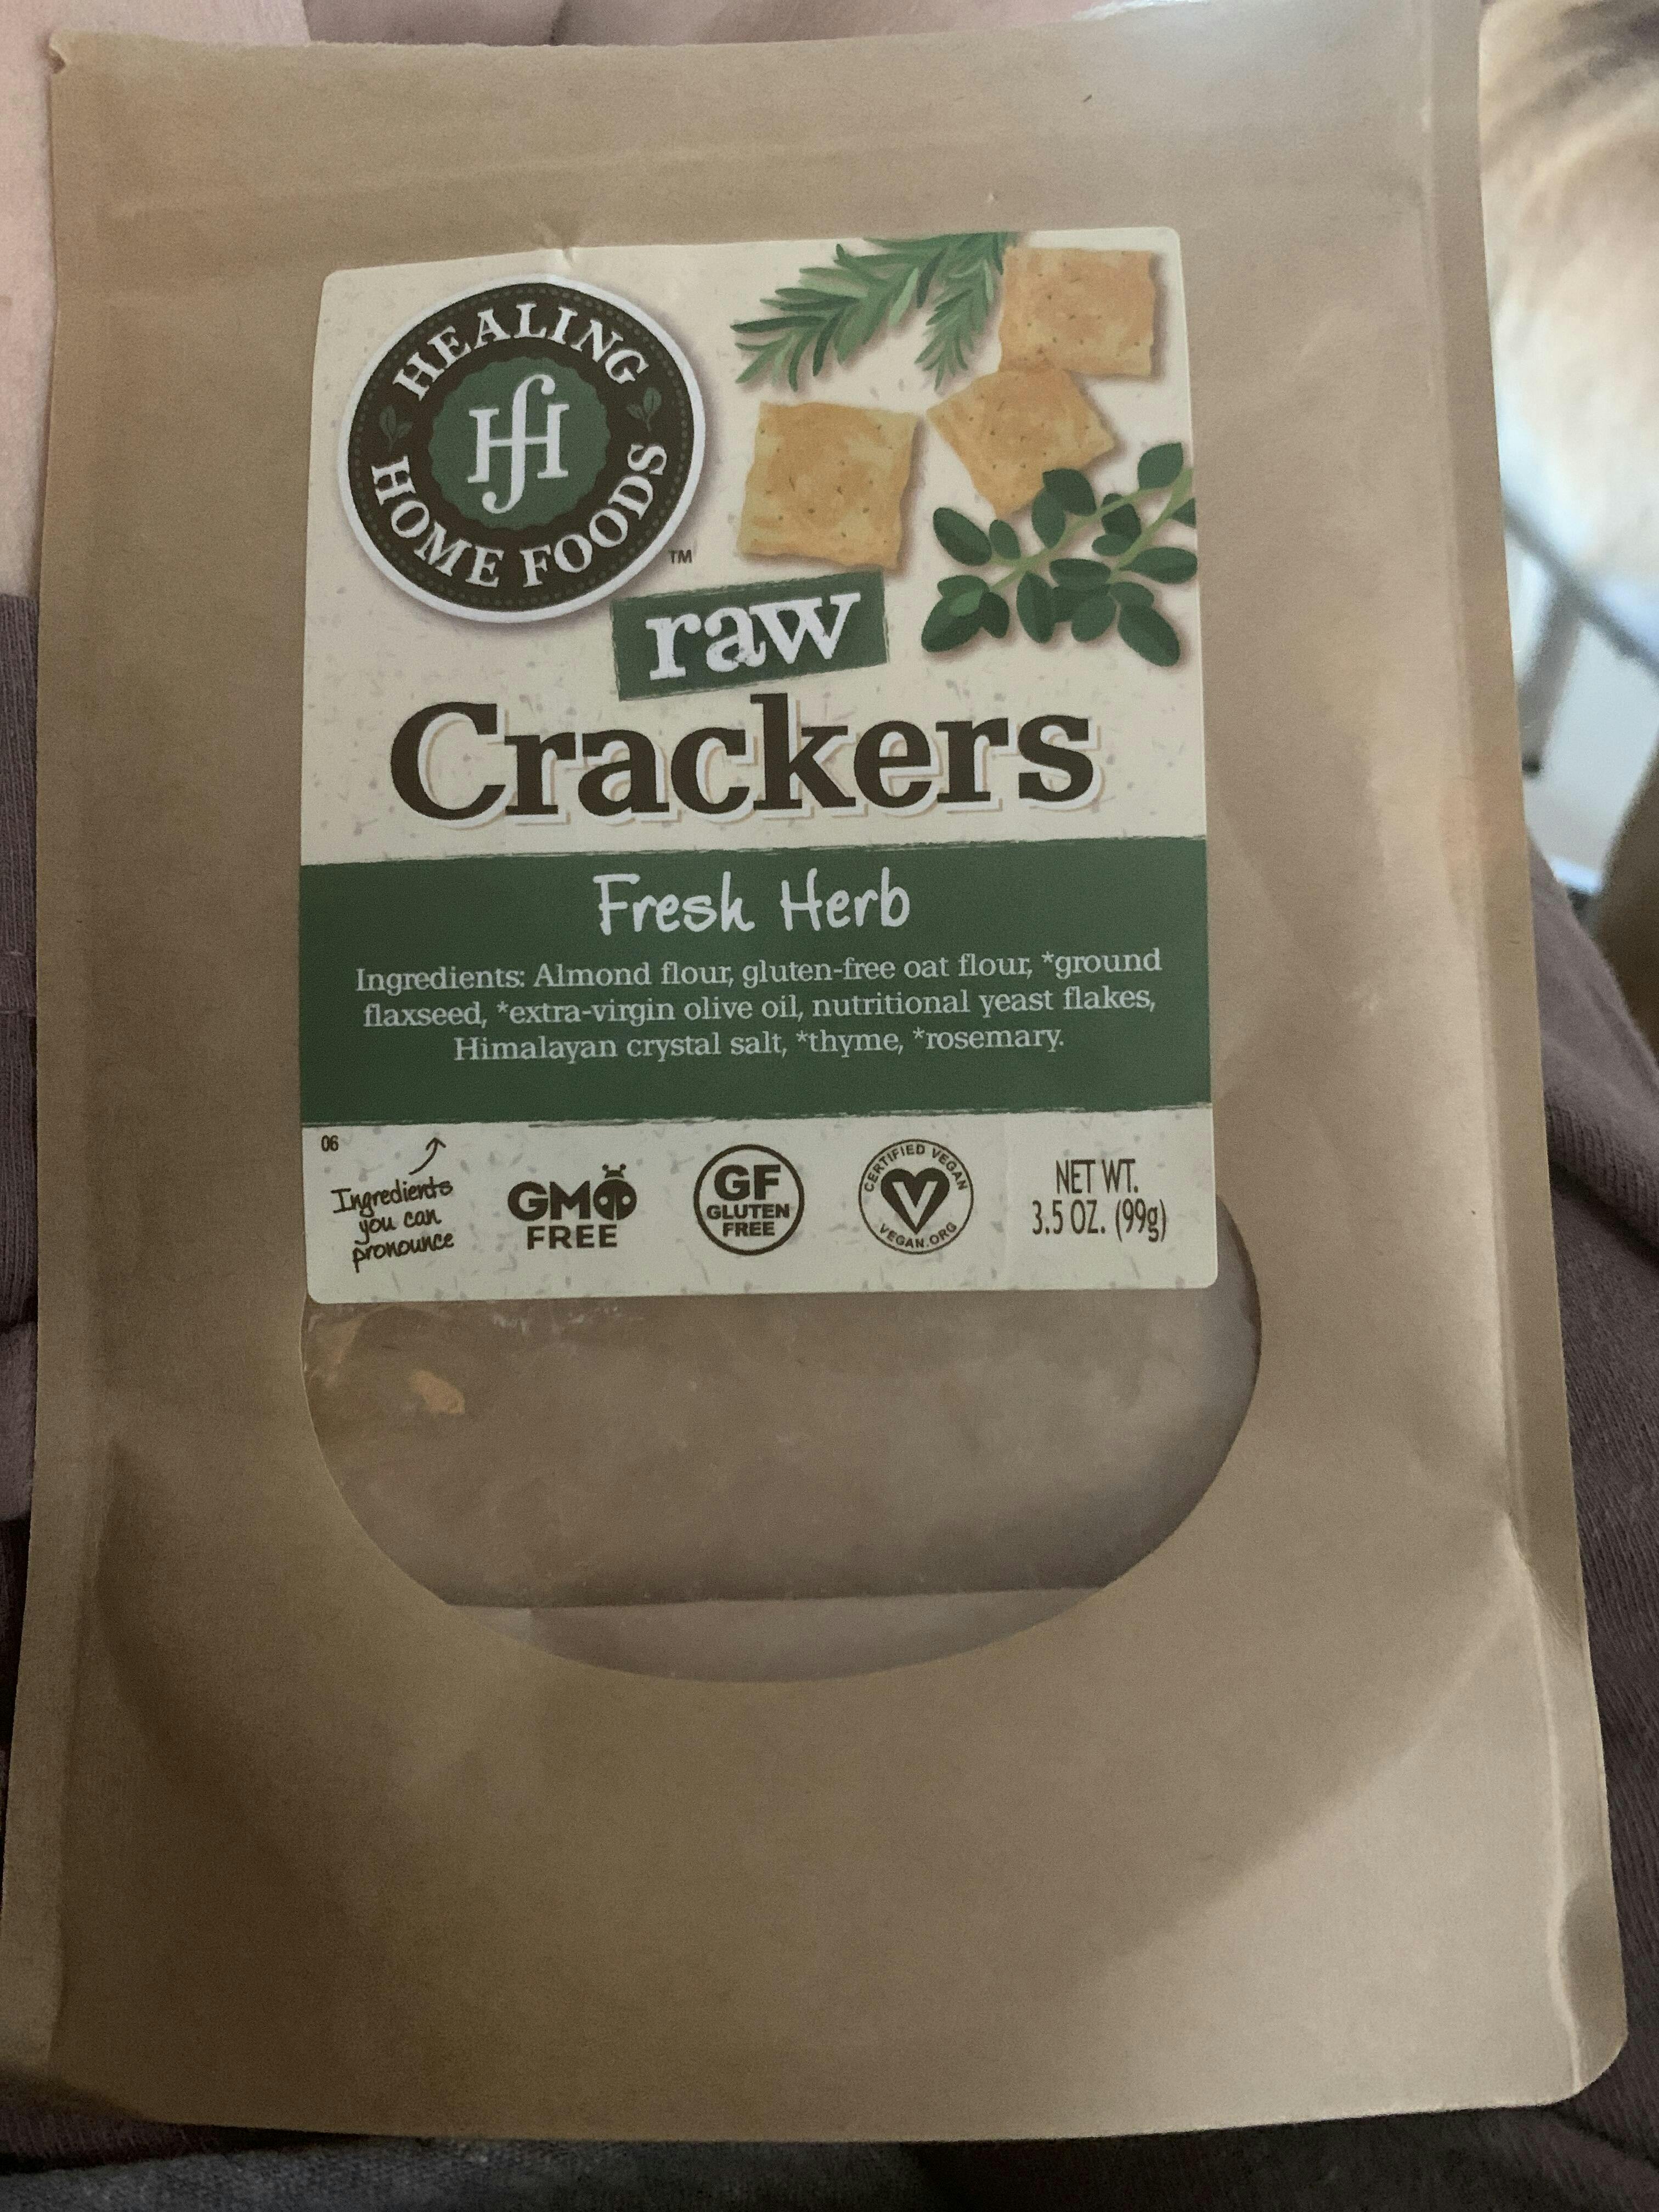 HEALING
HfH
HOME FOODS
TM
raw
Crackers
Fresh Herb
Ingredients: Almond flour, gluten-free oat flour, *ground
flaxseed, *extra-virgin olive oil, nutritional yeast flakes,
Himalayan crystal salt, *thyme, *rosemary.
06
Ingredients
you can
pronounce
GMO
FREE
GF
GLUTEN
FREE
CERTIFIED VEGAN
V
VEGAN.ORG
NET WT.
3.5 OZ. (99g)